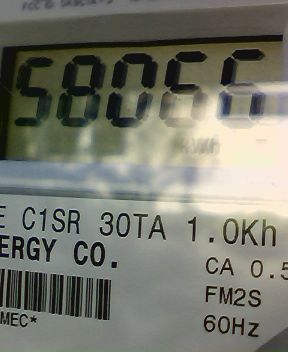 58066
kWh
E C1SR 30TA 1.0Kh
ERGY CO.
CA 0.5
FM2S
MEC*
60Hz